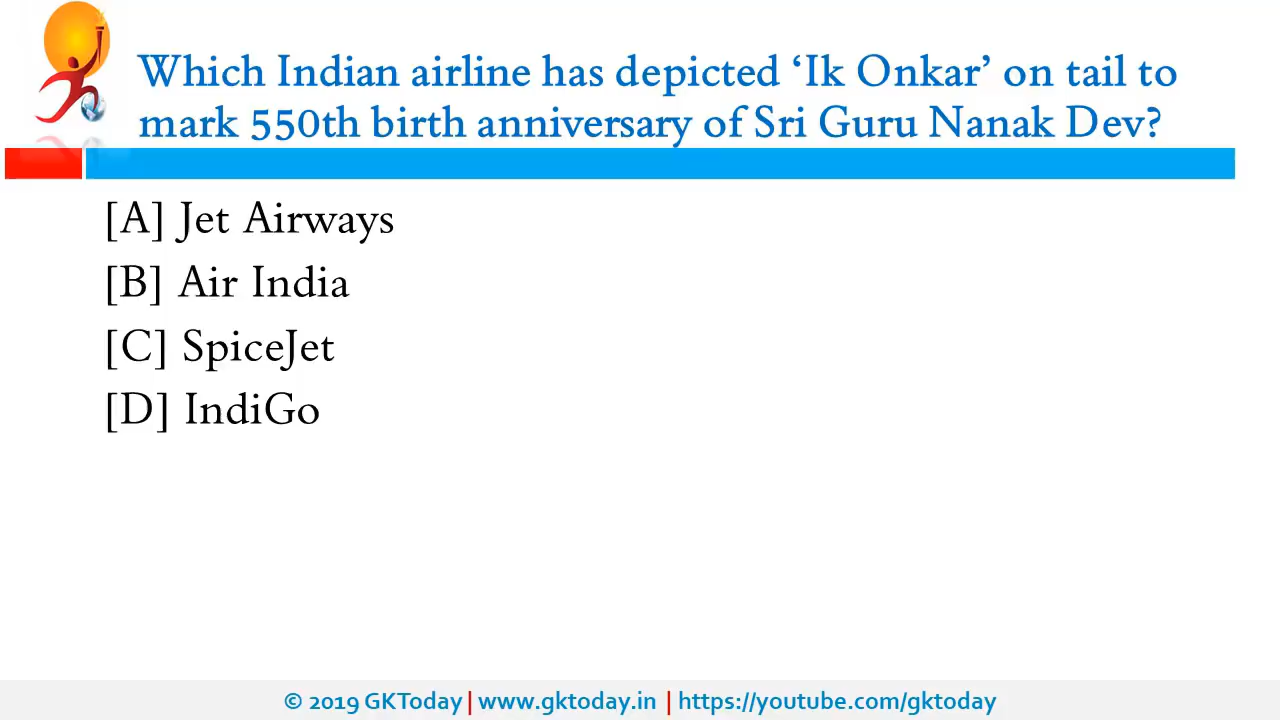 Which Indian airline has depicted ‘Ik Onkar’ on tail to
mark 550th birth anniversary of Sri Guru Nanak Dev?
[A] Jet Airways
[B] Air India
[C] SpiceJet
[D] IndiGo
© 2019 GKToday | www.gktoday.in | https://youtube.com/gktoday